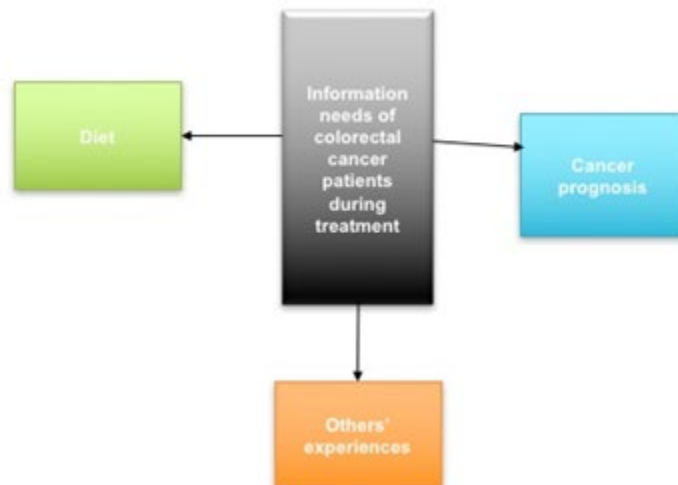 Information
needs of
colorectal
cancer
patients
during
treatment
Diet
Cancer
prognosis
Others'
experiences